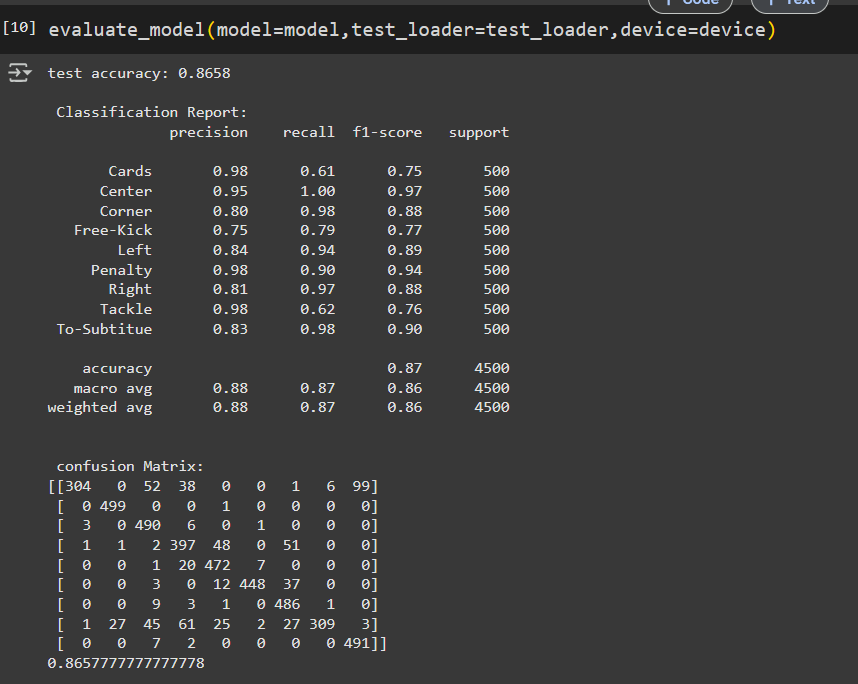 Code Text
[10] evaluate_model(model=model,test_loader=test_loader,device=device)
test accuracy: 0.8658
Classification Report:
precision recall f1-score support
Cards 0.98 0.61 0.75 500
Center 0.95 1.00 0.97 500
Corner 0.80 0.98 0.88 500
Free-Kick 0.75 0.79 0.77 500
Left 0.84 0.94 0.89 500
Penalty 0.98 0.90 0.94 500
Right 0.81 0.97 0.88 500
Tackle 0.98 0.62 0.76 500
To-Subtitue 0.83 0.98 0.90 500
accuracy 0.87 4500
macro avg 0.88 0.87 0.86 4500
weighted avg 0.88 0.87 0.86 4500
confusion Matrix:
[[304 0 52 38 0 0 1 6 99]
[ 0 499 0 0 1 0 0 0 0]
[ 3 0 490 6 0 1 0 0 0]
[ 1 1 2 397 48 0 51 0 0]
[ 0 0 1 20 472 7 0 0 0]
[ 0 0 3 0 12 448 37 0 0]
[ 0 0 9 3 1 0 486 1 0]
[ 1 27 45 61 25 2 27 309 3]
[ 0 0 7 2 0 0 0 0 491]]
0.8657777777777778